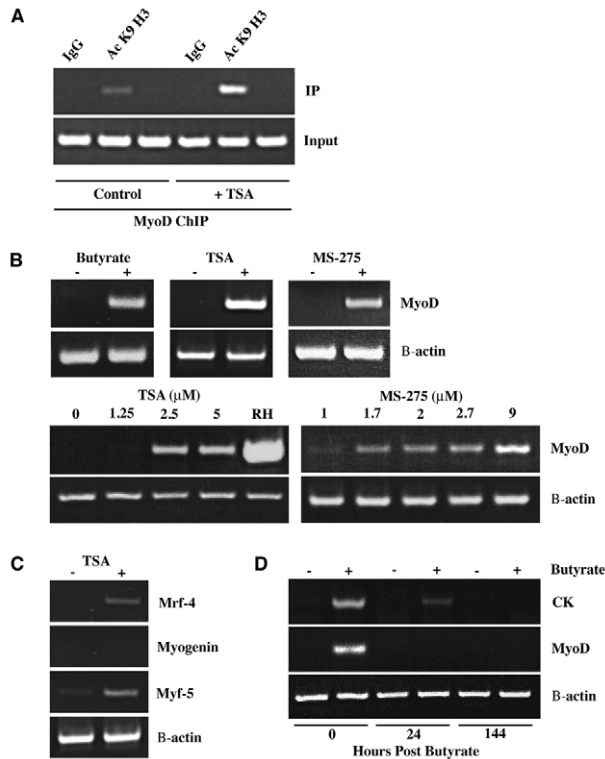 A
IgG
Ac K9 H3
IgG
Ac K9 H3
IP
Input
Control
+ TSA
MyoD ChIP
B
Butyrate
TSA
MS-275
- + - + - +
MyoD
B-actin
TSA (µM)
MS-275 (µM)
0 1.25 2.5 5 RH
1 1.7 2 2.7 9
MyoD
B-actin
C
TSA
- +
Mrf-4
Myogenin
Myf-5
B-actin
D
- + - + - + Butyrate
CK
MyoD
B-actin
0 24 144
Hours Post Butyrate